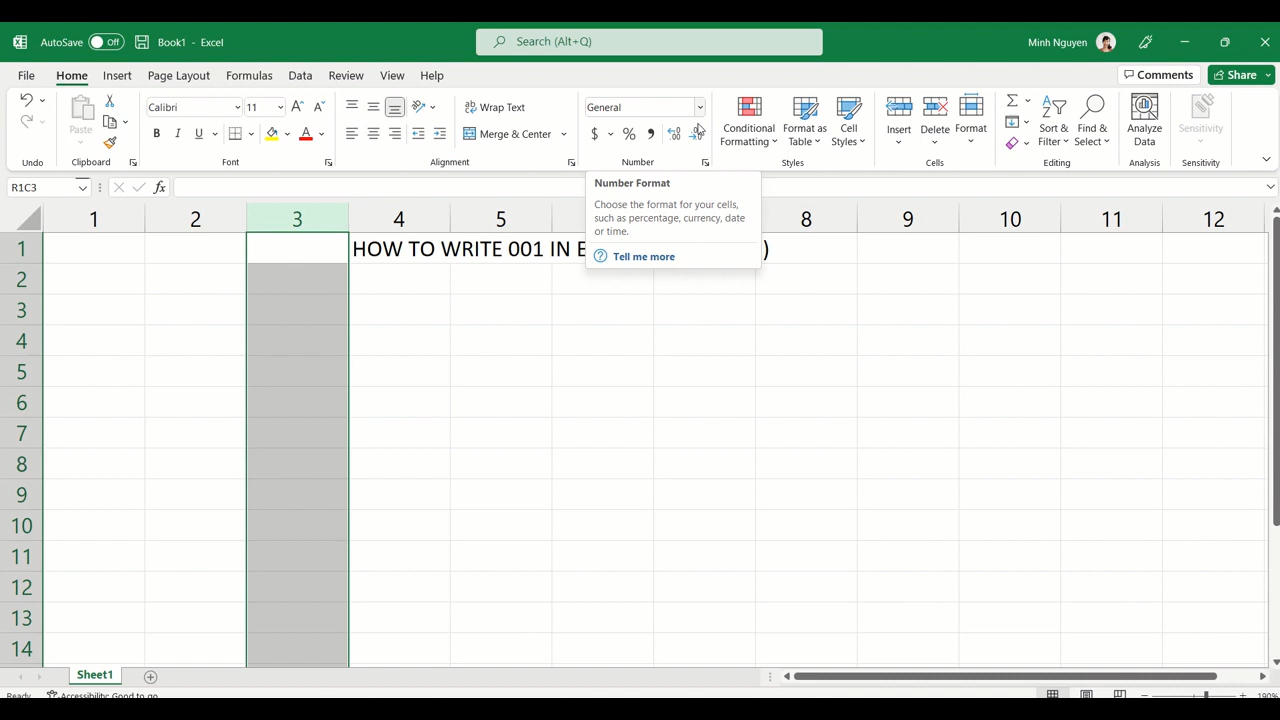 AutoSave Off Book1 - Excel Search (Alt+Q) Minh Nguyen
File Home Insert Page Layout Formulas Data Review View Help Comments Share
Calibri 11 Wrap Text General
Paste Merge & Center $ % Conditional Formatting Format as Table Cell Styles Insert Delete Format Sort & Filter Find & Select Analyze Data Sensitivity
Undo Clipboard Font Alignment Number Styles Cells Editing Analysis Sensitivity
R1C3 fx
Number Format
Choose the format for your cells,
such as percentage, currency, date
or time.
Tell me more
1 2 3 4 5 8 9 10 11 12
1 HOW TO WRITE 001 IN )
2
3
4
5
6
7
8
9
10
11
12
13
14
Sheet1
Ready Accessibility: Good to go 190%